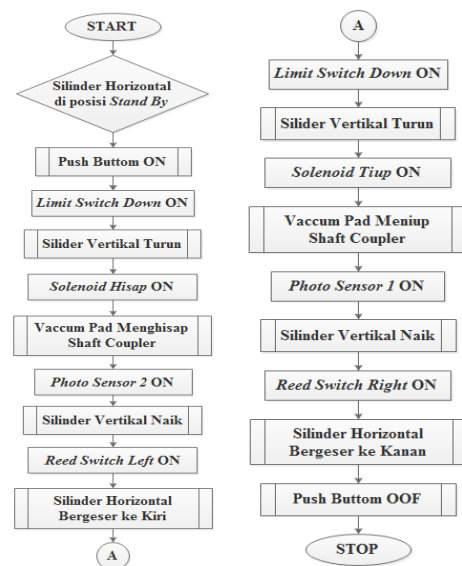 START
Silinder Horizontal
di posisi Stand By
Push Buttom ON
Limit Switch Down ON
Silider Vertikal Turun
Solenoid Hisap ON
Vaccum Pad Menghisap
Shaft Coupler
Photo Sensor 2 ON
Silinder Vertikal Naik
Reed Switch Left ON
Silinder Horizontal
Bergeser ke Kiri
A
A
Limit Switch Down ON
Silider Vertikal Turun
Solenoid Tiup ON
Vaccum Pad Meniup
Shaft Coupler
Photo Sensor 1 ON
Silinder Vertikal Naik
Reed Switch Right ON
Silinder Horizontal
Bergeser ke Kanan
Push Buttom OOF
STOP